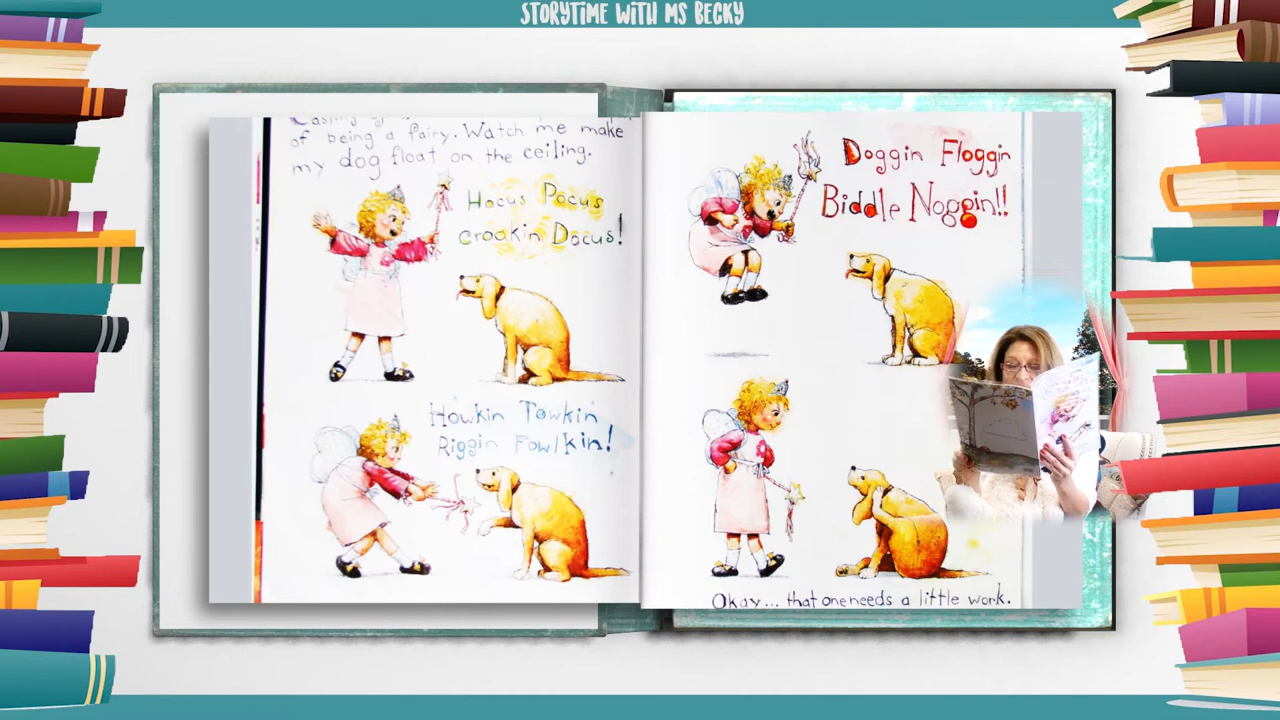 STORYTIME WITH MS BECKY
of being a fairy. Watch me make
my dog float on the ceiling.
Hocus Pocus
croakin Docus!
Howkin Towkin
Riggin Fowlkin!
Doggin Floggin
Biddle Noggin!!
Okay... that one needs a little work.